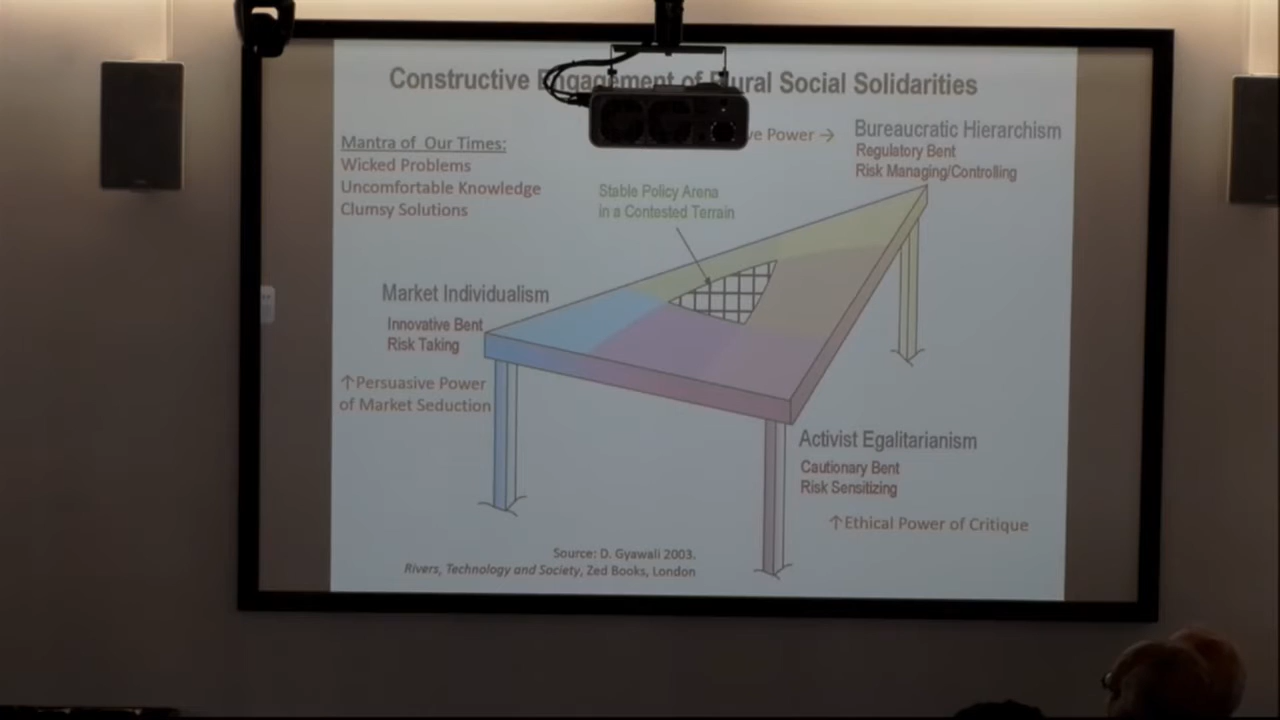 Constructive Engagement of Plural Social Solidarities
Mantra of Our Times:
Wicked Problems
Uncomfortable Knowledge
Clumsy Solutions
Power →
Bureaucratic Hierarchism
Regulatory Bent
Risk Managing/Controlling
Stable Policy Arena
in a Contested Terrain
Market Individualism
Innovative Bent
Risk Taking
↑Persuasive Power
of Market Seduction
Activist Egalitarianism
Cautionary Bent
Risk Sensitizing
↑Ethical Power of Critique
Source: D. Gyawali 2003.
Rivers, Technology and Society, Zed Books, London